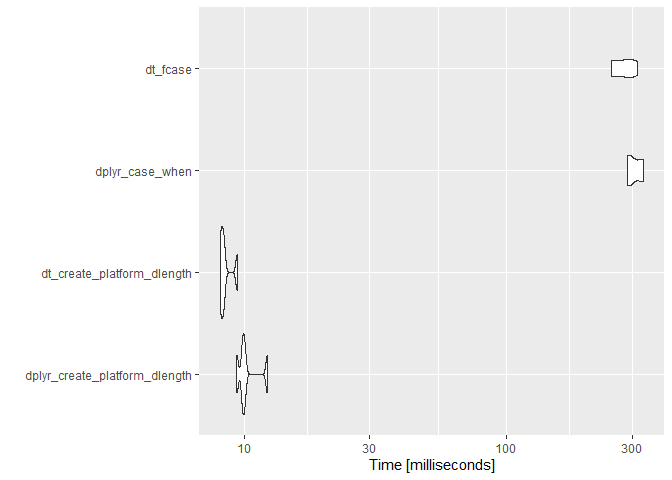 dt_fcase
dplyr_case_when
dt_create_platform_dlength
dplyr_create_platform_dlength
10 30 100 300
Time [milliseconds]